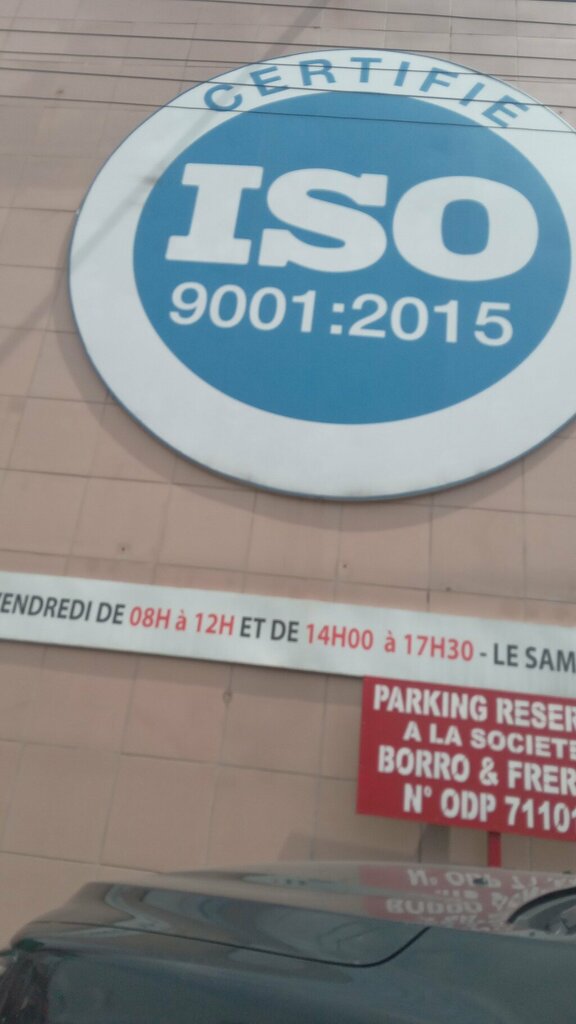 CERTIFIE
ISO
9001:2015
VENDREDI DE 08H à 12H ET DE 14H00 à 17H30 - LE SAM
PARKING RESER
A LA SOCIETE
BORRO & FRER
N° ODP 7110